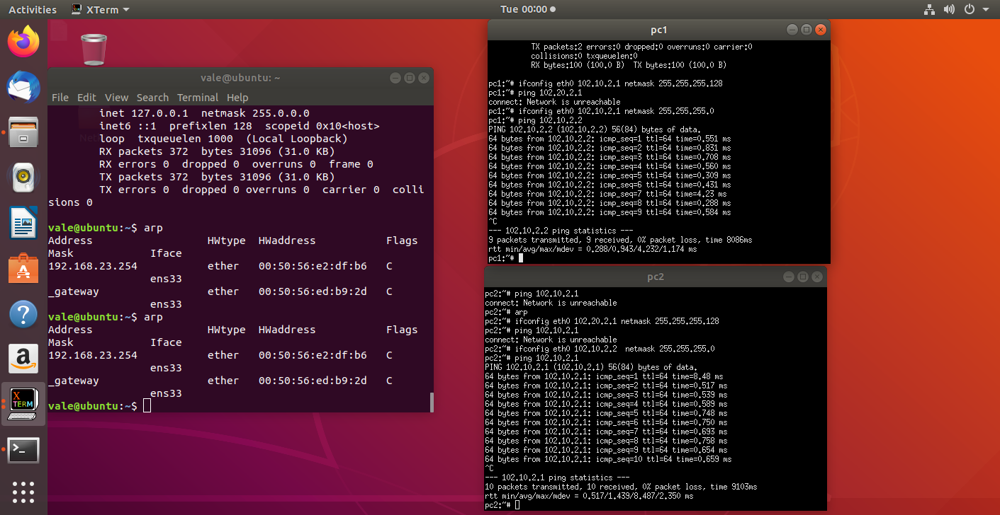 Activities
XTerm
Tue 00:00
vale@ubuntu: ~
File Edit View Search Terminal Help
inet 127.0.0.1 netmask 255.0.0.0
inet6 ::1 prefixlen 128 scopeid 0x10<host>
loop txqueuelen 1000 (Local Loopback)
RX packets 372 bytes 31096 (31.0 KB)
RX errors 0 dropped 0 overruns 0 frame 0
TX packets 372 bytes 31096 (31.0 KB)
TX errors 0 dropped 0 overruns 0 carrier 0 colli
sions 0
vale@ubuntu:~$ arp
Address HWtype HWaddress Flags
Mask Iface
192.168.23.254 ether 00:50:56:e2:df:b6 C
ens33
_gateway ether 00:50:56:ed:b9:2d C
ens33
vale@ubuntu:~$ arp
Address HWtype HWaddress Flags
Mask Iface
192.168.23.254 ether 00:50:56:e2:df:b6 C
ens33
_gateway ether 00:50:56:ed:b9:2d C
ens33
vale@ubuntu:~$
pc1
TX packets:2 errors:0 dropped:0 overruns:0 carrier:0
collisions:0 txqueuelen:0
RX bytes:100 (100.0 B) TX bytes:100 (100.0 B)
pc1:~# ifconfig eth0 102.10.2.1 netmask 255.255.255.128
pc1:~# ping 102.20.2.1
connect: Network is unreachable
pc1:~# ifconfig eth0 102.10.2.1 netmask 255.255.255.0
pc1:~# ping 102.10.2.2
PING 102.10.2.2 (102.10.2.2) 56(84) bytes of data.
64 bytes from 102.10.2.2: icmp_seq=1 ttl=64 time=0.551 ms
64 bytes from 102.10.2.2: icmp_seq=2 ttl=64 time=0.831 ms
64 bytes from 102.10.2.2: icmp_seq=3 ttl=64 time=0.708 ms
64 bytes from 102.10.2.2: icmp_seq=4 ttl=64 time=0.560 ms
64 bytes from 102.10.2.2: icmp_seq=5 ttl=64 time=0.309 ms
64 bytes from 102.10.2.2: icmp_seq=6 ttl=64 time=0.431 ms
64 bytes from 102.10.2.2: icmp_seq=7 ttl=64 time=4.23 ms
64 bytes from 102.10.2.2: icmp_seq=8 ttl=64 time=0.288 ms
64 bytes from 102.10.2.2: icmp_seq=9 ttl=64 time=0.584 ms
^C
--- 102.10.2.2 ping statistics ---
9 packets transmitted, 9 received, 0% packet loss, time 8086ms
rtt min/avg/max/mdev = 0.288/0.943/4.232/1.174 ms
pc1:~#
pc2
pc2:~# ping 102.10.2.1
connect: Network is unreachable
pc2:~# arp
pc2:~# ifconfig eth0 102.20.2.1 netmask 255.255.255.128
pc2:~# ping 102.10.2.1
connect: Network is unreachable
pc2:~# ifconfig eth0 102.10.2.2 netmask 255.255.255.0
pc2:~# ping 102.10.2.1
PING 102.10.2.1 (102.10.2.1) 56(84) bytes of data.
64 bytes from 102.10.2.1: icmp_seq=1 ttl=64 time=8.48 ms
64 bytes from 102.10.2.1: icmp_seq=2 ttl=64 time=0.517 ms
64 bytes from 102.10.2.1: icmp_seq=3 ttl=64 time=0.539 ms
64 bytes from 102.10.2.1: icmp_seq=4 ttl=64 time=0.589 ms
64 bytes from 102.10.2.1: icmp_seq=5 ttl=64 time=0.748 ms
64 bytes from 102.10.2.1: icmp_seq=6 ttl=64 time=0.750 ms
64 bytes from 102.10.2.1: icmp_seq=7 ttl=64 time=0.693 ms
64 bytes from 102.10.2.1: icmp_seq=8 ttl=64 time=0.758 ms
64 bytes from 102.10.2.1: icmp_seq=9 ttl=64 time=0.654 ms
64 bytes from 102.10.2.1: icmp_seq=10 ttl=64 time=0.659 ms
^C
--- 102.10.2.1 ping statistics ---
10 packets transmitted, 10 received, 0% packet loss, time 9103ms
rtt min/avg/max/mdev = 0.517/1.439/8.487/2.350 ms
pc2:~#
X
TERM